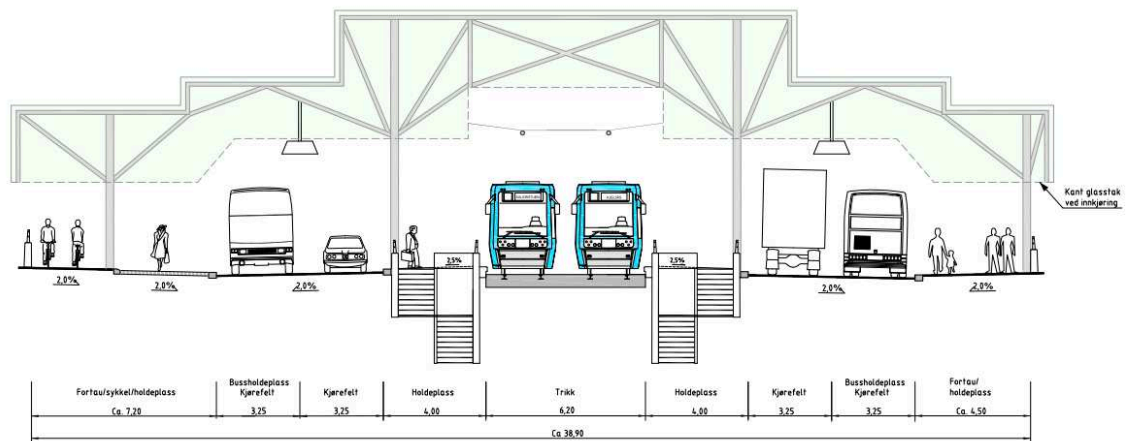 Kant glasstak
ved innkjøring
2,5%
2,5%
2,0%
2,0%
2,0%
2,0%
2,0%
Fortau/sykkel/holdeplass
Bussholdeplass
Kjørefelt
Kjørefelt
Holdeplass
Trikk
Holdeplass
Kjørefelt
Bussholdeplass
Kjørefelt
Fortau/
holdeplass
Ca. 7,20
3,25
3,25
4,00
6,20
4,00
3,25
3,25
Ca. 4,50
Ca 38,90